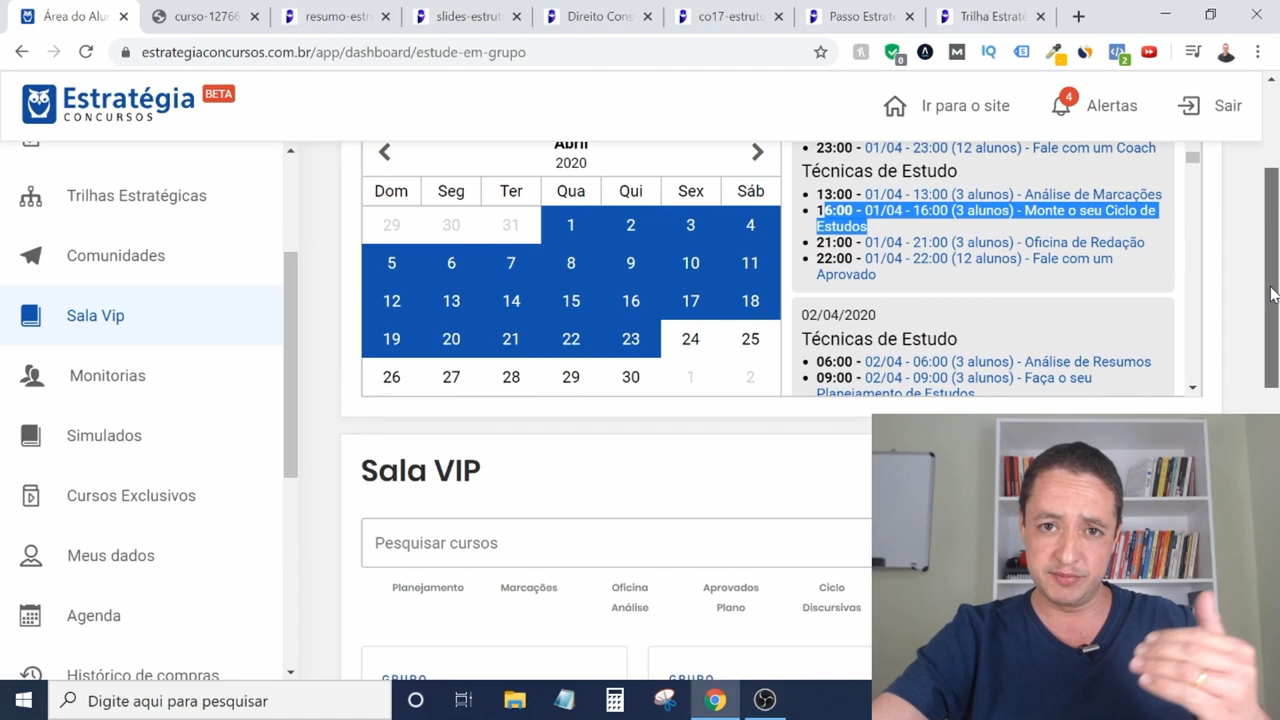 Área do Alu
curso-12766
resumo-estr
slides-estrut
Direito Cons
co17-estrutu
Passo Estraté
Trilha Estraté
estrategiaconcursos.com.br/app/dashboard/estude-em-grupo
0
2
Estratégia
CONCURSOS
BETA
Ir para o site
4
Alertas
Sair
Trilhas Estratégicas
Comunidades
Sala Vip
Monitorias
Simulados
Cursos Exclusivos
Meus dados
Agenda
Histórico de compras
Abril
2020
Dom Seg Ter Qua Qui Sex Sáb
29 30 31 1 2 3 4
5 6 7 8 9 10 11
12 13 14 15 16 17 18
19 20 21 22 23 24 25
26 27 28 29 30 1 2
23:00 - 01/04 - 23:00 (12 alunos) - Fale com um Coach
Técnicas de Estudo
13:00 - 01/04 - 13:00 (3 alunos) - Análise de Marcações
16:00 - 01/04 - 16:00 (3 alunos) - Monte o seu Ciclo de
Estudos
21:00 - 01/04 - 21:00 (3 alunos) - Oficina de Redação
22:00 - 01/04 - 22:00 (12 alunos) - Fale com um
Aprovado
02/04/2020
Técnicas de Estudo
06:00 - 02/04 - 06:00 (3 alunos) - Análise de Resumos
09:00 - 02/04 - 09:00 (3 alunos) - Faça o seu
Planejamento de Estudos
Sala VIP
Pesquisar cursos
Planejamento Marcações Oficina Aprovados Ciclo
Análise Plano Discursivas
GRUPO GRUPO
Digite aqui para pesquisar